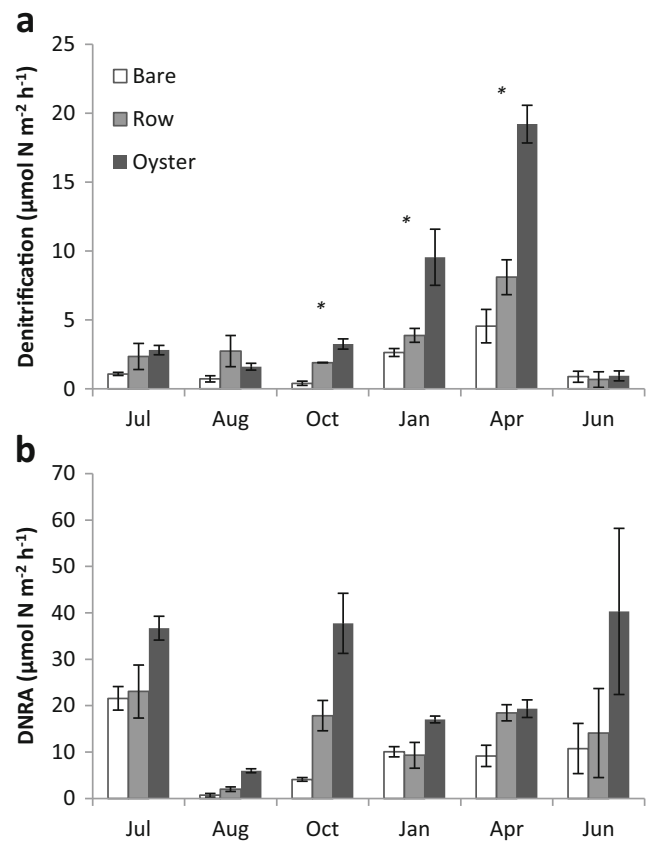 a
25
20
15
10
5
0
Denitrification (μmol N m⁻² h⁻¹)
Bare
Row
Oyster
*
*
*
Jul Aug Oct Jan Apr Jun
b
70
60
50
40
30
20
10
0
DNRA (μmol N m⁻² h⁻¹)
Jul Aug Oct Jan Apr Jun